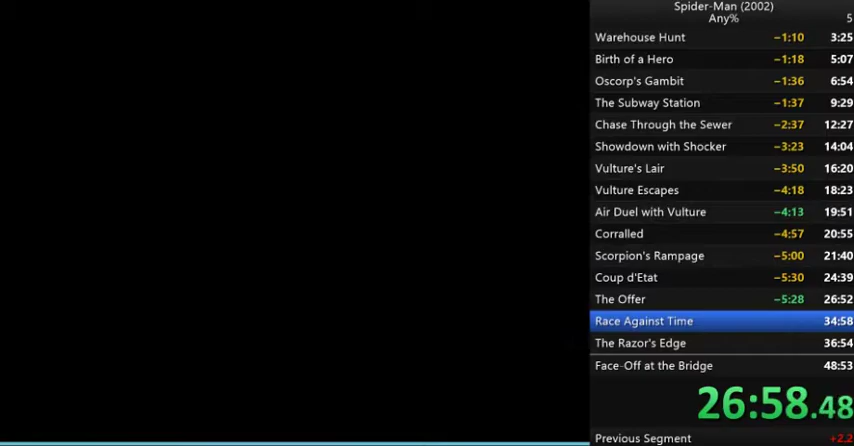 Spider-Man (2002)
Any% 5
Warehouse Hunt −1:10 3:25
Birth of a Hero −1:18 5:07
Oscorp's Gambit −1:36 6:54
The Subway Station −1:37 9:29
Chase Through the Sewer −2:37 12:27
Showdown with Shocker −3:23 14:04
Vulture's Lair −3:50 16:20
Vulture Escapes −4:18 18:23
Air Duel with Vulture −4:13 19:51
Corralled −4:57 20:55
Scorpion's Rampage −5:00 21:40
Coup d'Etat −5:30 24:39
The Offer −5:28 26:52
Race Against Time 34:58
The Razor's Edge 36:54
Face-Off at the Bridge 48:53
26:58.48
Previous Segment +2.2